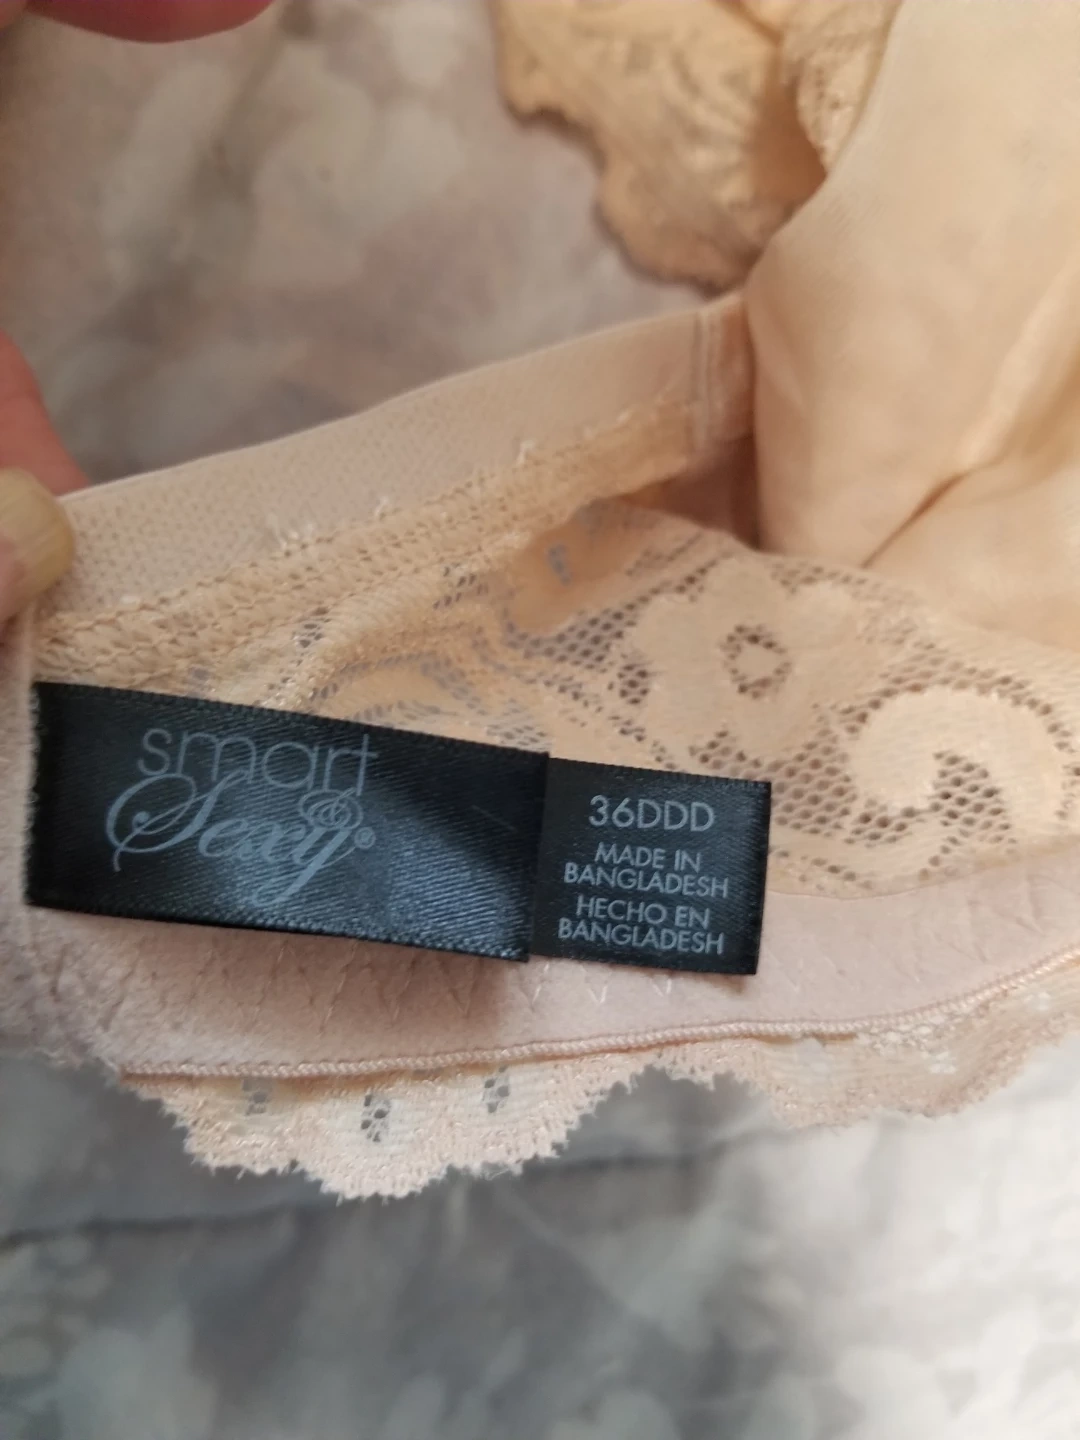 smart
&
Sexy®
36DDD
MADE IN
BANGLADESH
HECHO EN
BANGLADESH